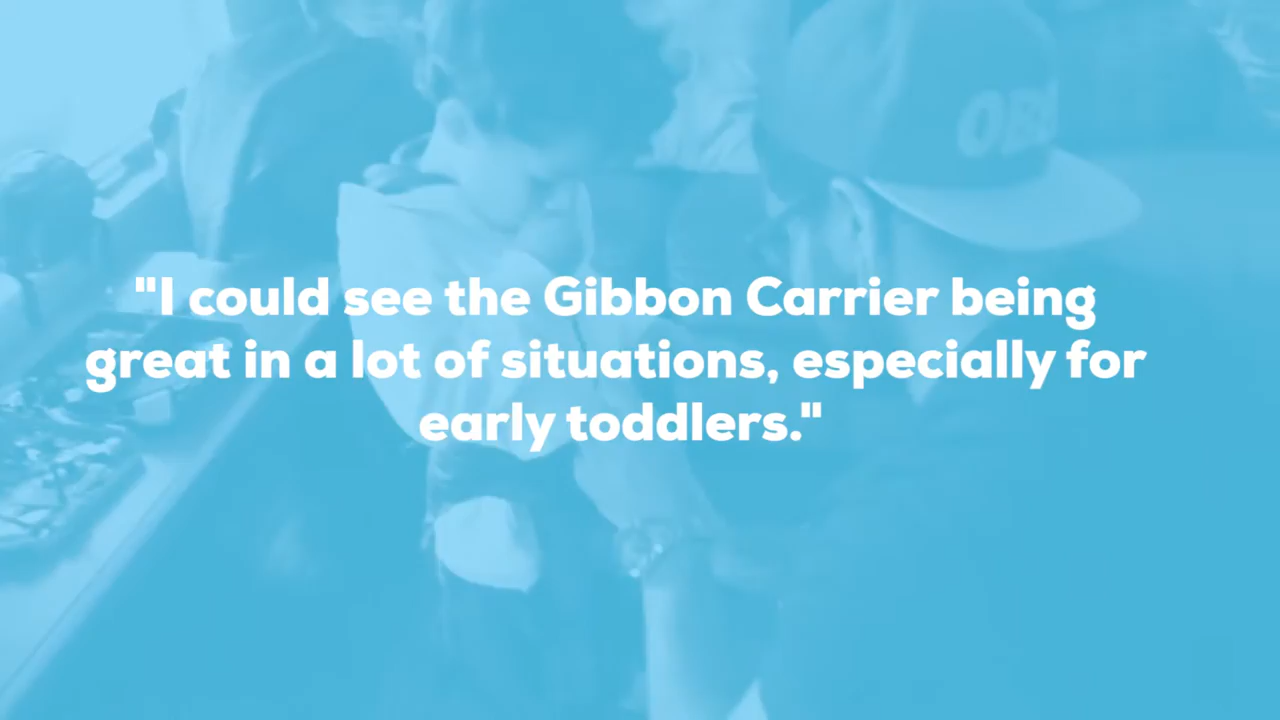 "I could see the Gibbon Carrier being
great in a lot of situations, especially for
early toddlers."